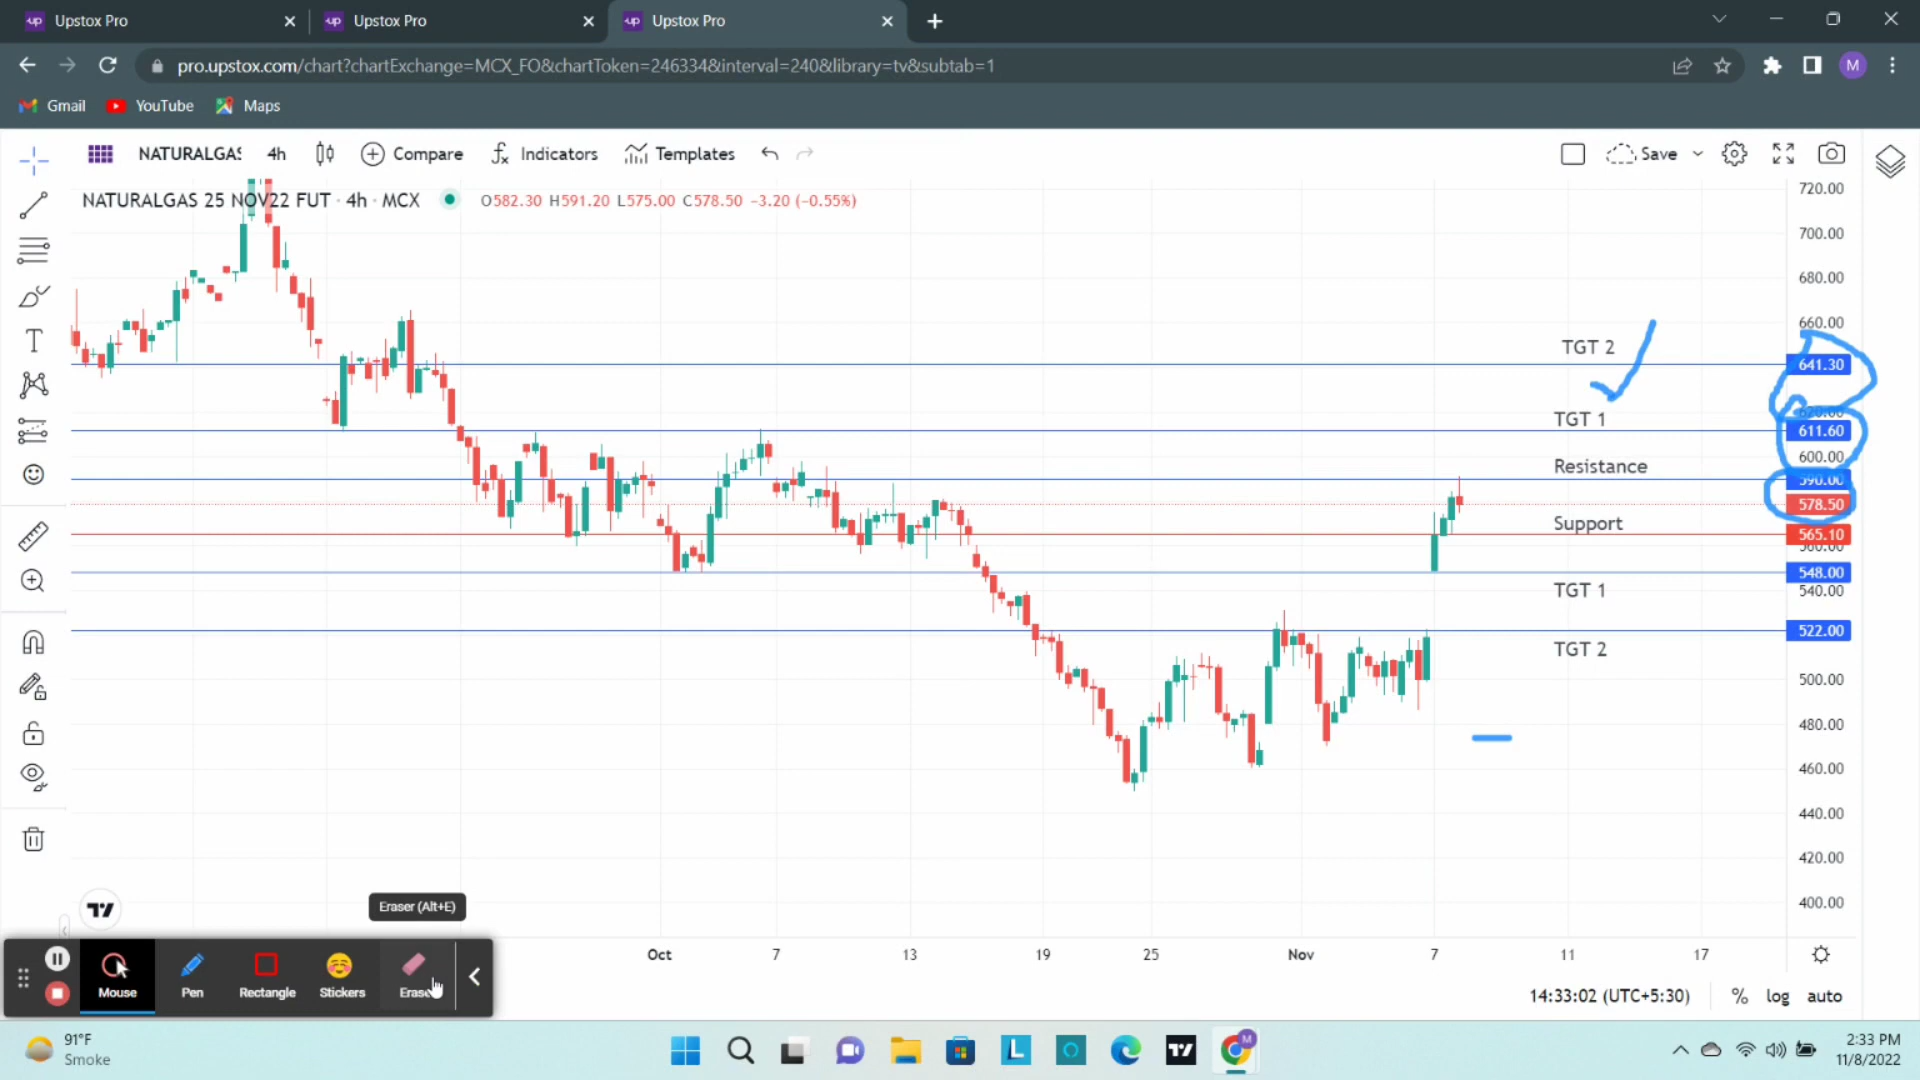 Upstox Pro
Upstox Pro
Upstox Pro
pro.upstox.com/chart?chartExchange=MCX_FO&chartToken=246334&interval=240&library=tv&subtab=1
M
Gmail
YouTube
Maps
NATURALGAS
4h
Compare
Indicators
Templates
Save
NATURALGAS 25 NOV22 FUT · 4h · MCX
O582.30 H591.20 L575.00 C578.50 -3.20 (-0.55%)
720.00
700.00
680.00
660.00
TGT 2
641.30
620.00
TGT 1
611.60
600.00
Resistance
590.00
578.50
Support
565.10
560.00
548.00
TGT 1
540.00
522.00
TGT 2
500.00
480.00
460.00
440.00
420.00
400.00
Eraser (Alt+E)
Oct
7
13
19
25
Nov
7
11
17
Mouse
Pen
Rectangle
Stickers
14:33:02 (UTC+5:30)
%
log
auto
91°F
Smoke
2:33 PM
11/8/2022